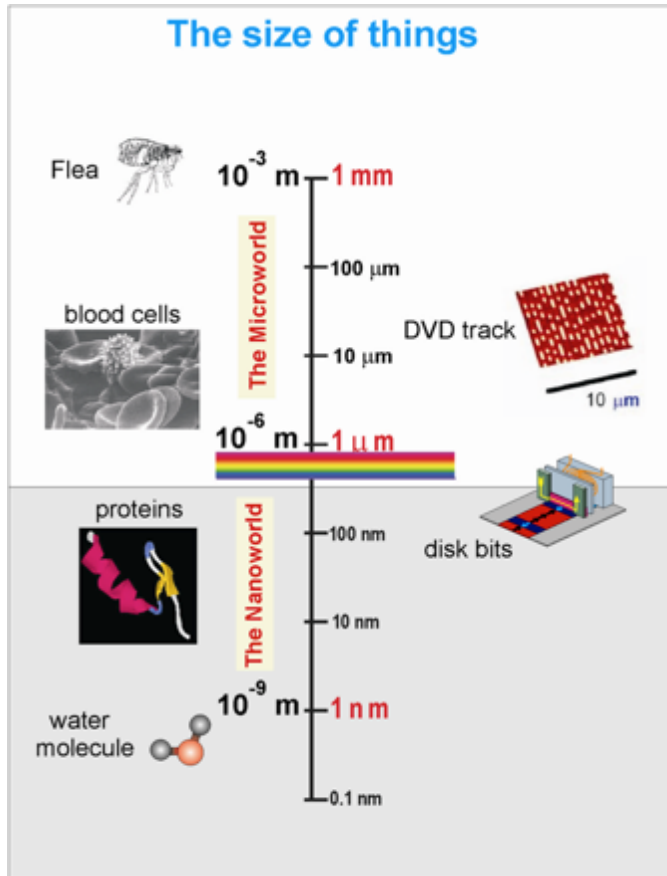 The size of things
Flea
10⁻³ m 1 mm
The Microworld
100 μm
blood cells
DVD track
10 μm
10 μm
10⁻⁶ m 1 μm
proteins
The Nanoworld
100 nm
disk bits
10 nm
10⁻⁹ m 1 nm
water
molecule
0.1 nm